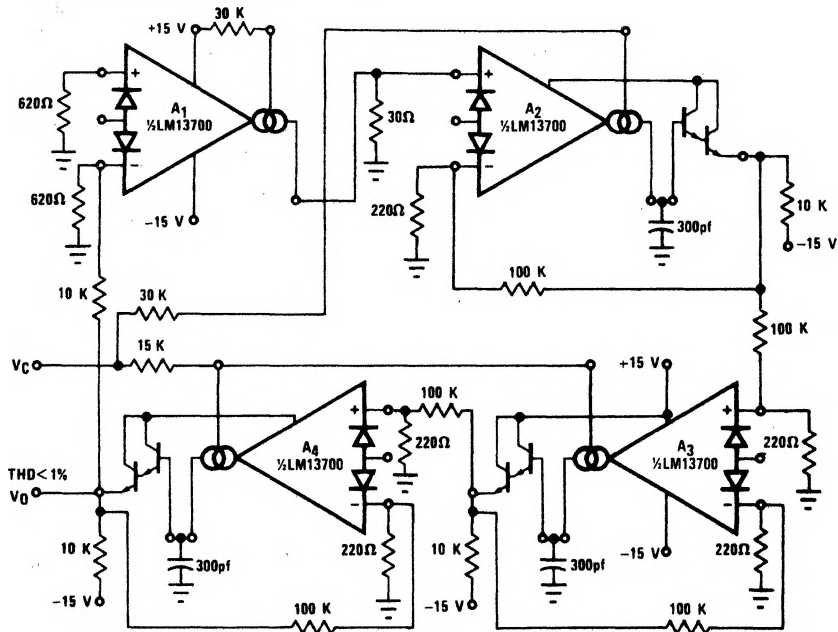 +15 V
30 K
620Ω
+
A1
½LM13700
−
620Ω
−15 V
30Ω
+
A2
½LM13700
−
220Ω
300pf
10 K
−15 V
10 K
30 K
100 K
100 K
VC
15 K
+15 V
100 K
+
A4
½LM13700
−
220Ω
+
A3
½LM13700
−
220Ω
THD<1%
VO
10 K
300pf
220Ω
10 K
300pf
−15 V
220Ω
−15 V
100 K
−15 V
100 K